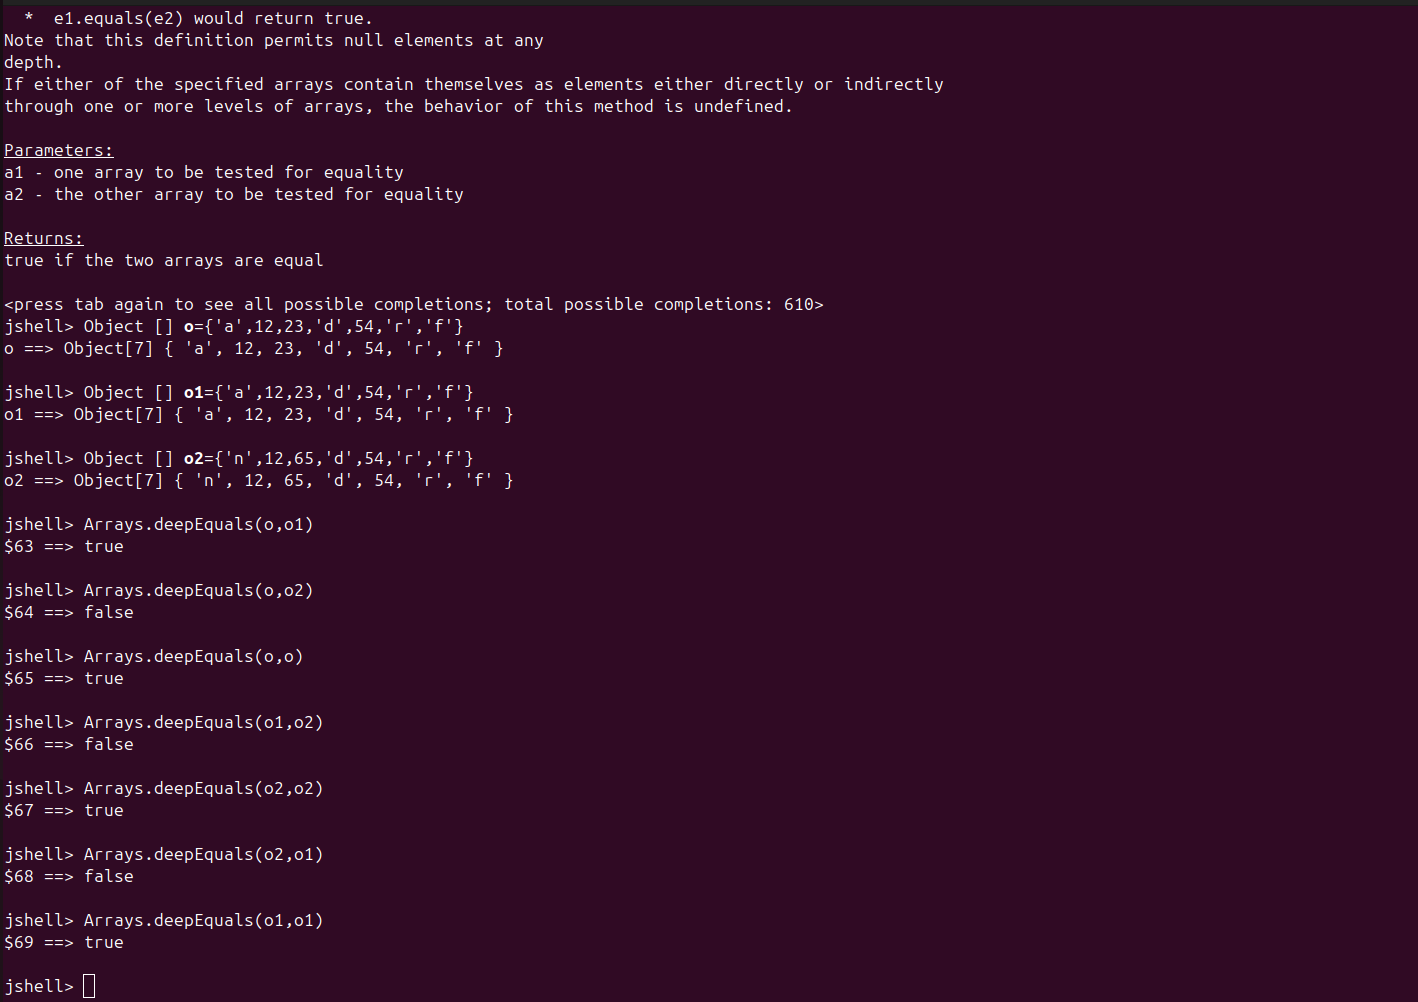 *  e1.equals(e2) would return true.
Note that this definition permits null elements at any
depth.
If either of the specified arrays contain themselves as elements either directly or indirectly
through one or more levels of arrays, the behavior of this method is undefined.
Parameters:
a1 - one array to be tested for equality
a2 - the other array to be tested for equality
Returns:
true if the two arrays are equal
<press tab again to see all possible completions; total possible completions: 610>
jshell> Object [] o={'a',12,23,'d',54,'r','f'}
o ==> Object[7] { 'a', 12, 23, 'd', 54, 'r', 'f' }
jshell> Object [] o1={'a',12,23,'d',54,'r','f'}
o1 ==> Object[7] { 'a', 12, 23, 'd', 54, 'r', 'f' }
jshell> Object [] o2={'n',12,65,'d',54,'r','f'}
o2 ==> Object[7] { 'n', 12, 65, 'd', 54, 'r', 'f' }
jshell> Arrays.deepEquals(o,o1)
$63 ==> true
jshell> Arrays.deepEquals(o,o2)
$64 ==> false
jshell> Arrays.deepEquals(o,o)
$65 ==> true
jshell> Arrays.deepEquals(o1,o2)
$66 ==> false
jshell> Arrays.deepEquals(o2,o2)
$67 ==> true
jshell> Arrays.deepEquals(o2,o1)
$68 ==> false
jshell> Arrays.deepEquals(o1,o1)
$69 ==> true
jshell>